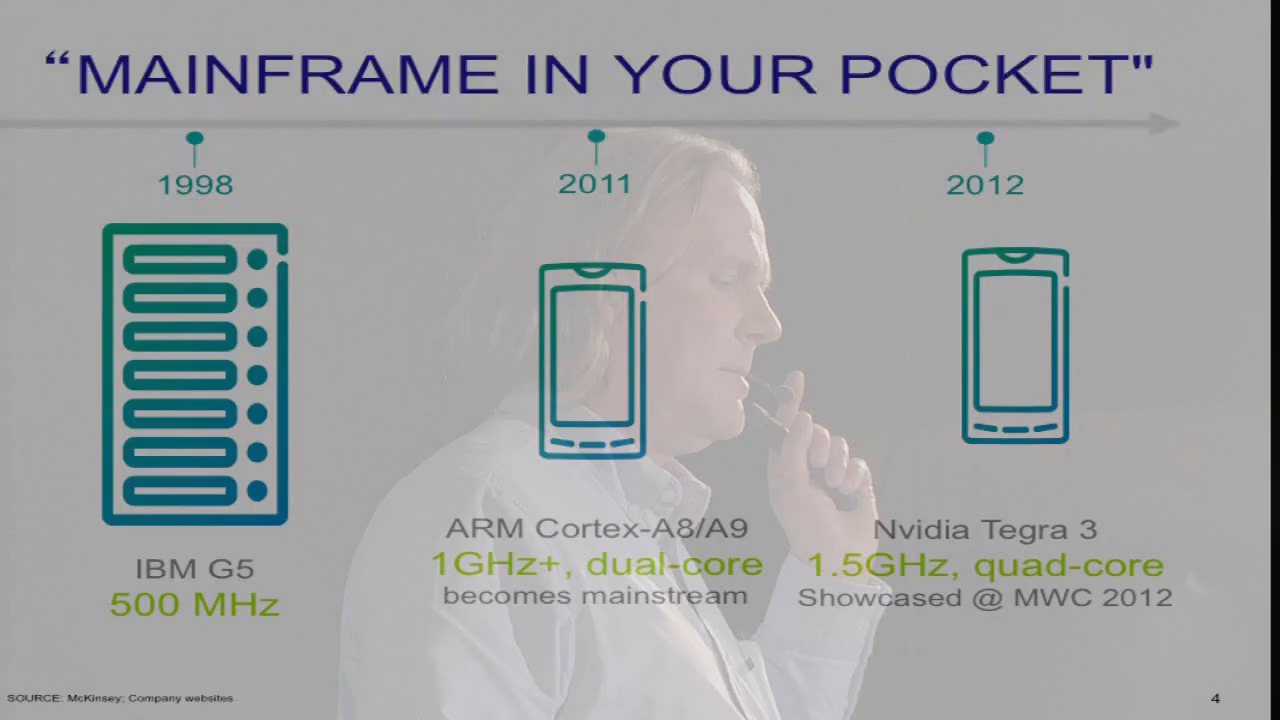 “MAINFRAME IN YOUR POCKET"
1998
2011
2012
IBM G5
500 MHz
ARM Cortex-A8/A9
1GHz+, dual-core
becomes mainstream
Nvidia Tegra 3
1.5GHz, quad-core
Showcased @ MWC 2012
SOURCE: McKinsey; Company websites
4